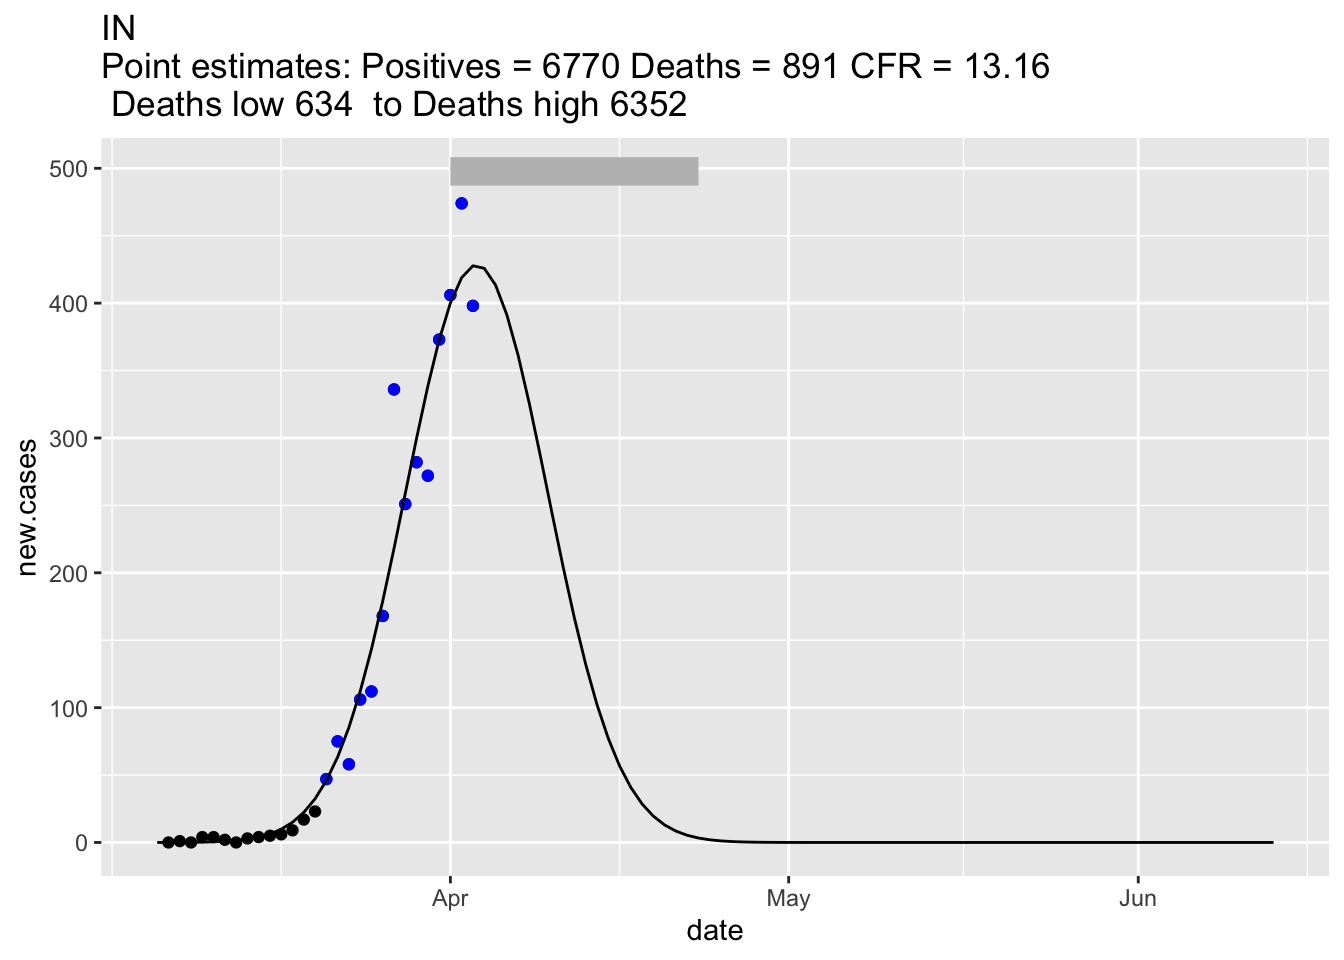 IN
Point estimates: Positives = 6770 Deaths = 891 CFR = 13.16
Deaths low 634  to Deaths high 6352
500
400
300
200
100
0
new.cases
Apr
May
Jun
date